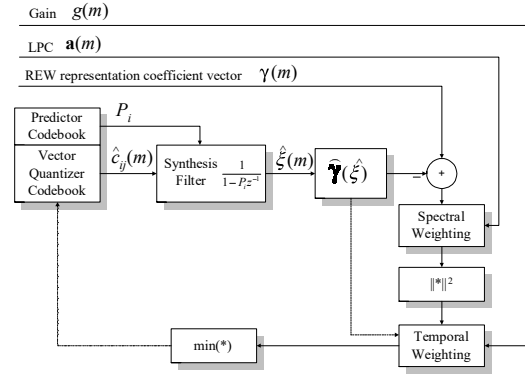 Gain g(m)
LPC a(m)
REW representation coefficient vector γ(m)
Predictor Codebook
P_i
Vector Quantizer Codebook
ĉ_ij(m)
Synthesis Filter 1/(1−P_i z^−1)
ξ̂(m)
γ̂(ξ̂)
−
+
Spectral Weighting
‖*‖²
Temporal Weighting
min(*)